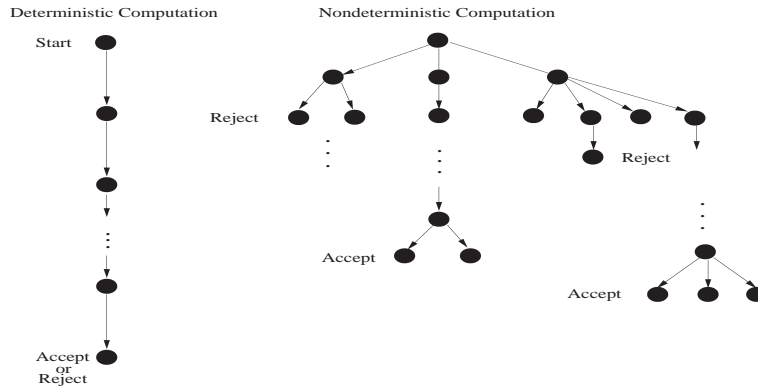 Deterministic Computation
Nondeterministic Computation
Start
Reject
Reject
Accept
Accept
Accept
or
Reject